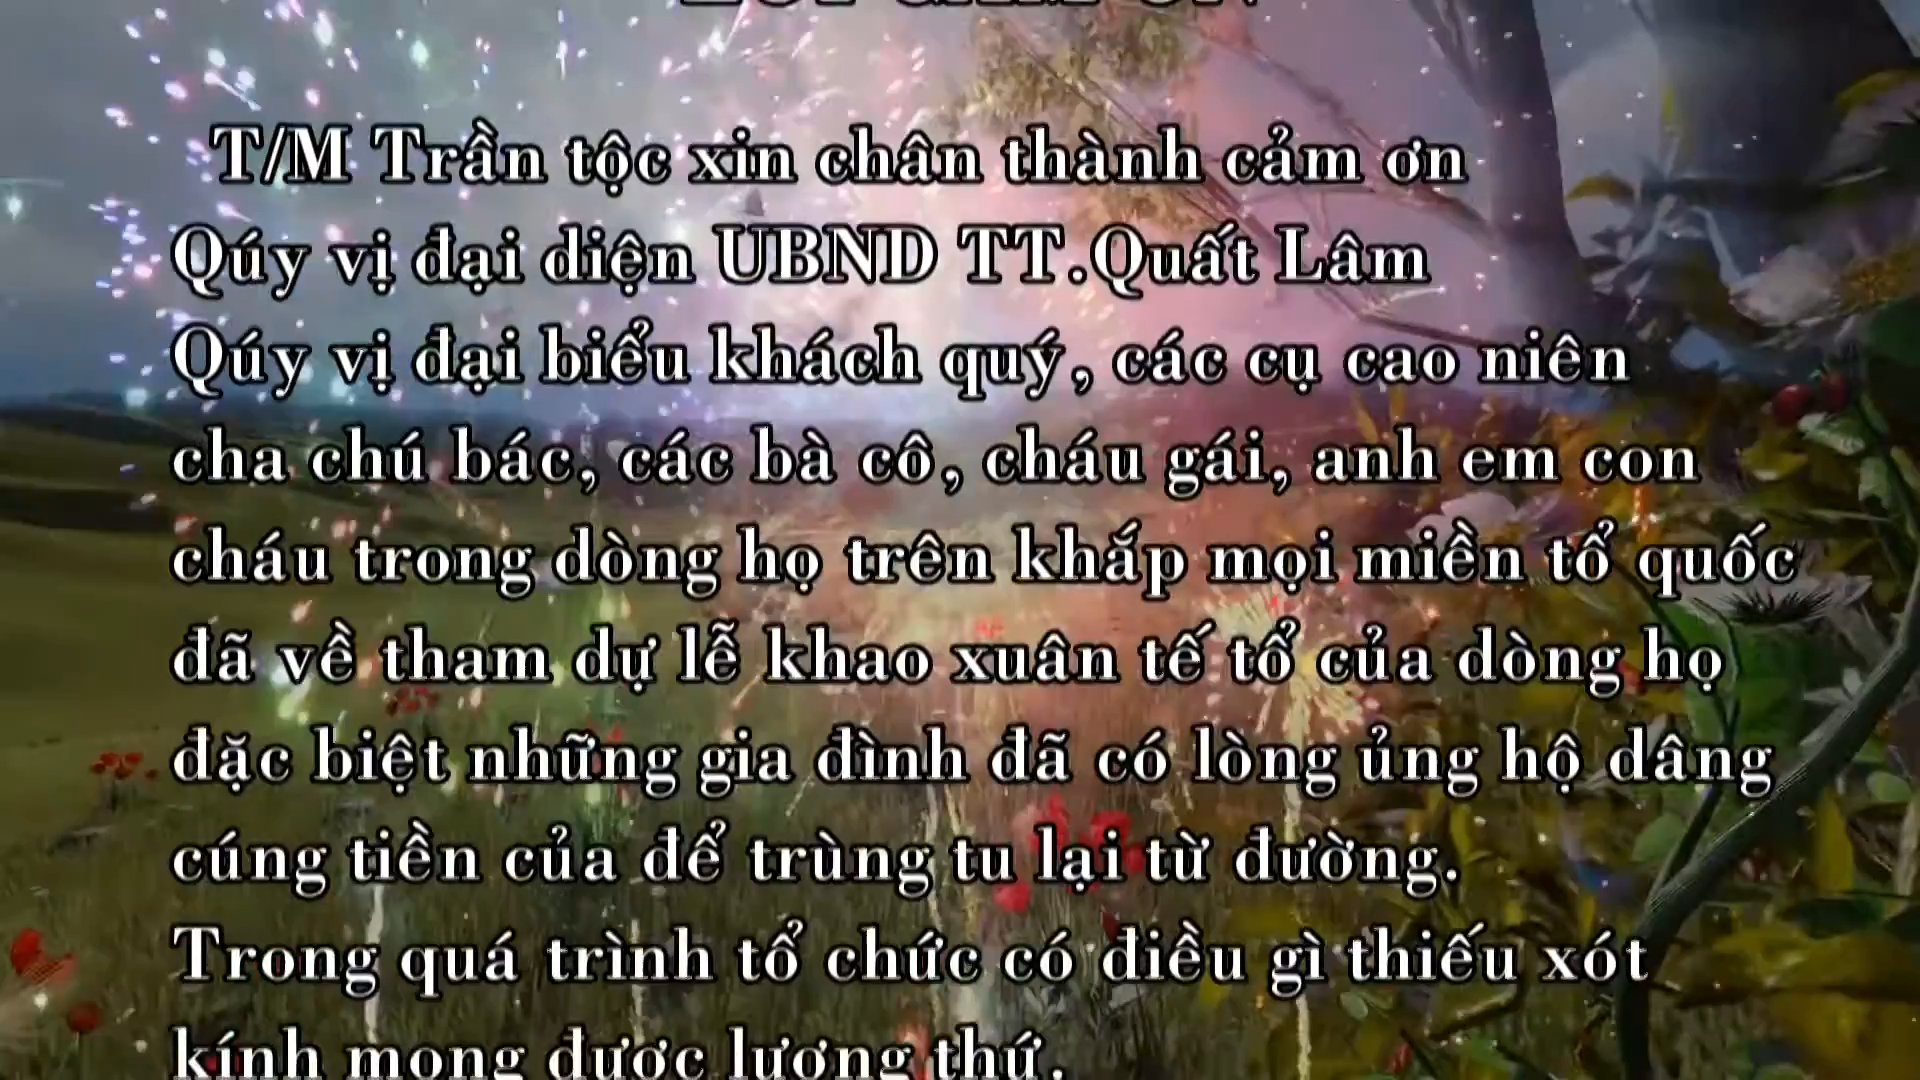 T/M Trần tộc xin chân thành cảm ơn
Qúy vị đại diện UBND TT.Quất Lâm
Qúy vị đại biểu khách quý, các cụ cao niên
cha chú bác, các bà cô, cháu gái, anh em con
cháu trong dòng họ trên khắp mọi miền tổ quốc
đã về tham dự lễ khao xuân tế tổ của dòng họ
đặc biệt những gia đình đã có lòng ủng hộ dâng
cúng tiền của để trùng tu lại từ đường.
Trong quá trình tổ chức có điều gì thiếu xót
kính mong được lượng thứ.